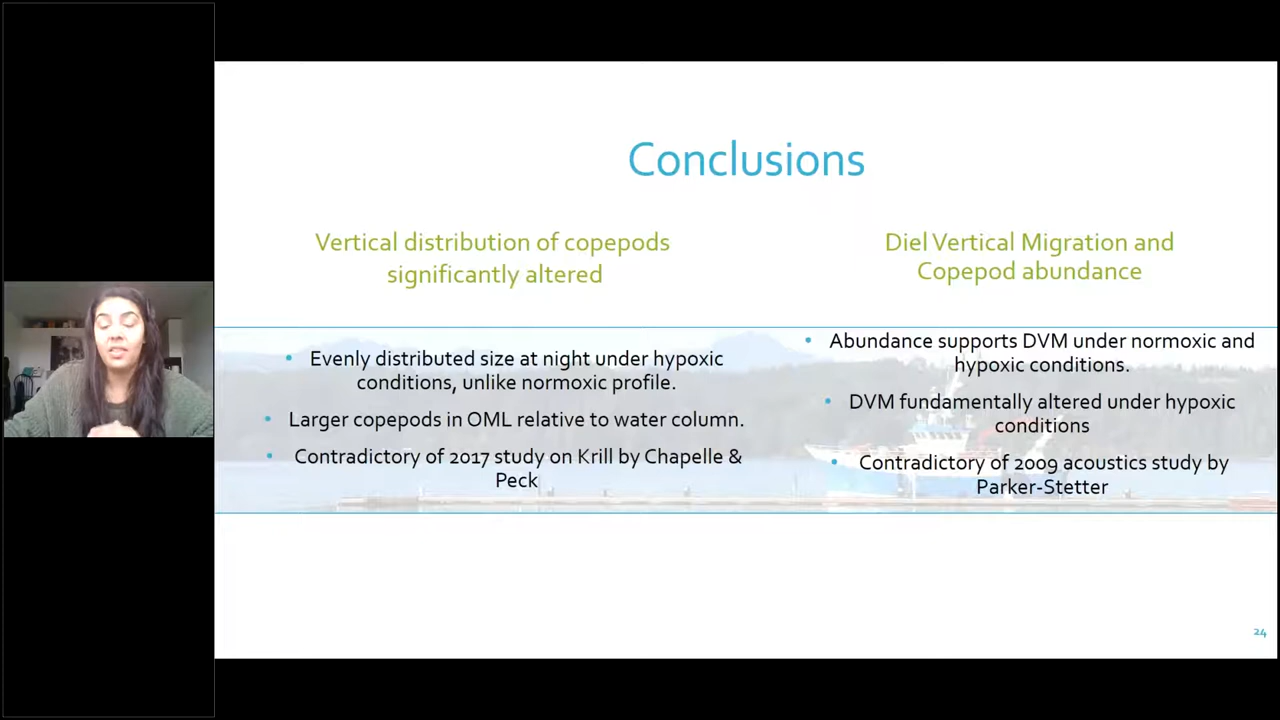 Conclusions
Vertical distribution of copepods
significantly altered
Evenly distributed size at night under hypoxic
conditions, unlike normoxic profile.
Larger copepods in OML relative to water column.
Contradictory of 2017 study on Krill by Chapelle &
Peck
Diel Vertical Migration and
Copepod abundance
Abundance supports DVM under normoxic and
hypoxic conditions.
DVM fundamentally altered under hypoxic
conditions
Contradictory of 2009 acoustics study by
Parker-Stetter
24